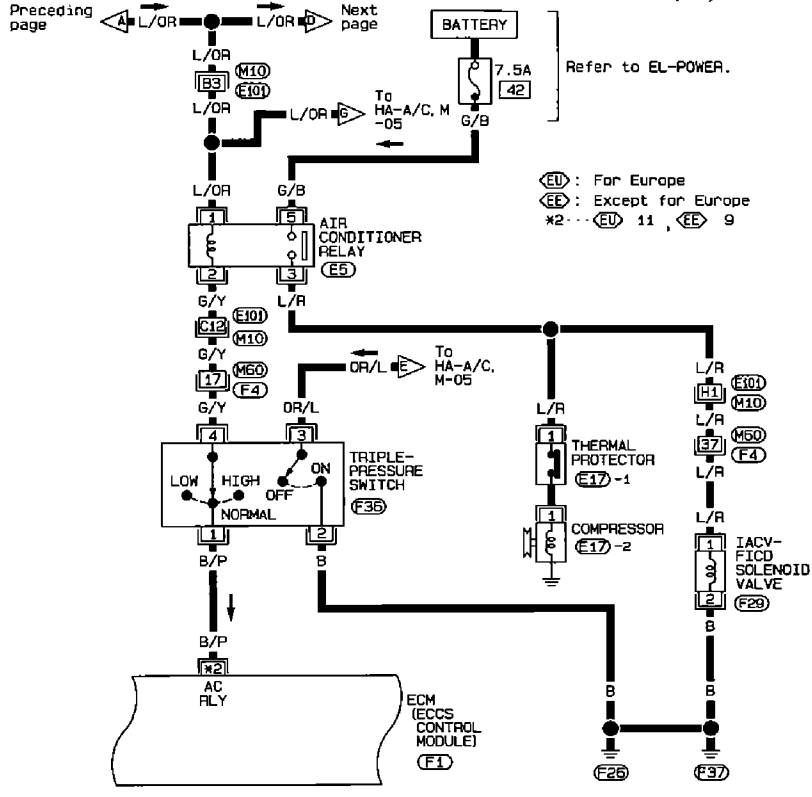 Preceding page
A
L/OR
L/OR
D
Next page
L/OR
B3
M10
E101
L/OR
L/OR
G
To HA-A/C, M -05
BATTERY
7.5A
42
G/B
Refer to EL-POWER.
EU : For Europe
EE : Except for Europe
*2··· EU 11 , EE 9
L/OR
G/B
1
5
AIR CONDITIONER RELAY
E5
2
3
G/Y
L/R
C12
E101
M10
G/Y
17
M60
F4
G/Y
OR/L
E
To HA-A/C, M-05
OR/L
4
3
LOW
HIGH
NORMAL
OFF
ON
TRIPLE-PRESSURE SWITCH
F36
1
2
B/P
B
B/P
*2
AC RLY
ECM (ECCS CONTROL MODULE)
F1
L/R
1
THERMAL PROTECTOR
E17 -1
1
COMPRESSOR
E17 -2
L/R
H1
E101
M10
L/R
37
M60
F4
L/R
L/R
1
IACV-FICD SOLENOID VALVE
2
F29
B
B
B
F26
F37